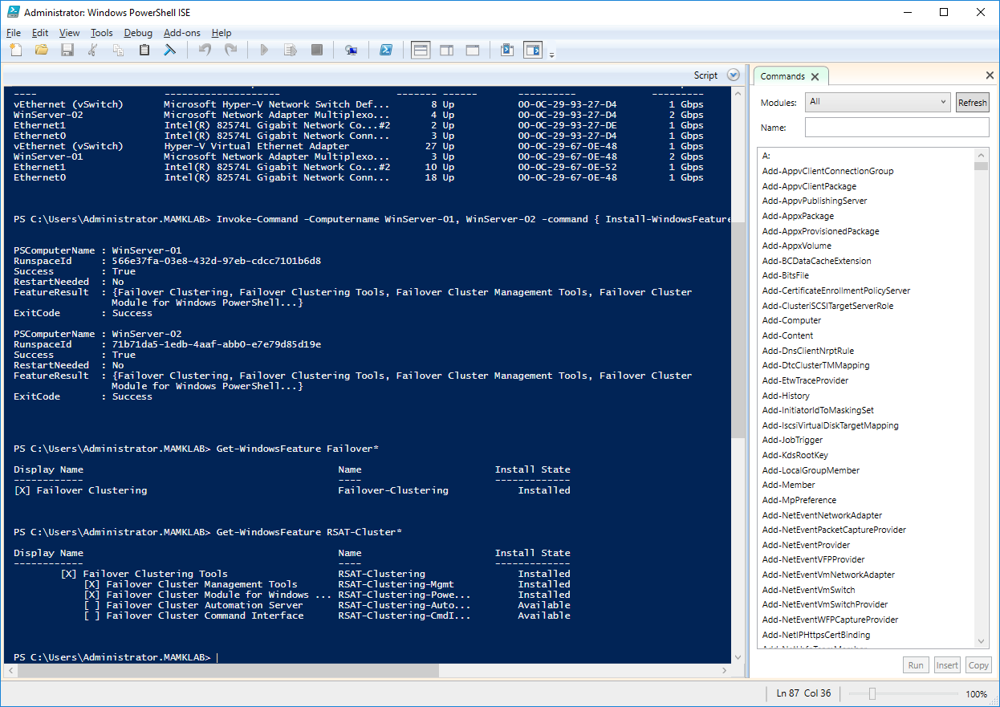 Administrator: Windows PowerShell ISE
File Edit View Tools Debug Add-ons Help
Script
---- -------------------- ------- ------ ---------- ---------
vEthernet (vSwitch) Microsoft Hyper-V Network Switch Def... 8 Up 00-0C-29-93-27-D4 1 Gbps
WinServer-02 Microsoft Network Adapter Multiplexo... 4 Up 00-0C-29-93-27-D4 2 Gbps
Ethernet1 Intel(R) 82574L Gigabit Network Co...#2 2 Up 00-0C-29-93-27-DE 1 Gbps
Ethernet0 Intel(R) 82574L Gigabit Network Conn... 3 Up 00-0C-29-93-27-D4 1 Gbps
vEthernet (vSwitch) Hyper-V Virtual Ethernet Adapter 27 Up 00-0C-29-67-0E-48 1 Gbps
WinServer-01 Microsoft Network Adapter Multiplexo... 3 Up 00-0C-29-67-0E-48 2 Gbps
Ethernet1 Intel(R) 82574L Gigabit Network Co...#2 10 Up 00-0C-29-67-0E-52 1 Gbps
Ethernet0 Intel(R) 82574L Gigabit Network Conn... 18 Up 00-0C-29-67-0E-48 1 Gbps
PS C:\Users\Administrator.MAMKLAB> Invoke-Command -Computername WinServer-01, WinServer-02 -command { Install-WindowsFeature
PSComputerName : WinServer-01
RunspaceId : 566e37fa-03e8-432d-97eb-cdcc7101b6d8
Success : True
RestartNeeded : No
FeatureResult : {Failover Clustering, Failover Clustering Tools, Failover Cluster Management Tools, Failover Cluster
Module for Windows PowerShell...}
ExitCode : Success
PSComputerName : WinServer-02
RunspaceId : 71b71da5-1edb-4aaf-abb0-e7e79d85d19e
Success : True
RestartNeeded : No
FeatureResult : {Failover Clustering, Failover Clustering Tools, Failover Cluster Management Tools, Failover Cluster
Module for Windows PowerShell...}
ExitCode : Success
PS C:\Users\Administrator.MAMKLAB> Get-WindowsFeature Failover*
Display Name Name Install State
------------ ---- -------------
[X] Failover Clustering Failover-Clustering Installed
PS C:\Users\Administrator.MAMKLAB> Get-WindowsFeature RSAT-Cluster*
Display Name Name Install State
------------ ---- -------------
[X] Failover Clustering Tools RSAT-Clustering Installed
[X] Failover Cluster Management Tools RSAT-Clustering-Mgmt Installed
[X] Failover Cluster Module for Windows ... RSAT-Clustering-Powe... Installed
[ ] Failover Cluster Automation Server RSAT-Clustering-Auto... Available
[ ] Failover Cluster Command Interface RSAT-Clustering-CmdI... Available
PS C:\Users\Administrator.MAMKLAB>
Commands
Modules: All Refresh
Name:
A:
Add-AppvClientConnectionGroup
Add-AppvClientPackage
Add-AppvPublishingServer
Add-AppxPackage
Add-AppxProvisionedPackage
Add-AppxVolume
Add-BCDataCacheExtension
Add-BitsFile
Add-CertificateEnrollmentPolicyServer
Add-ClusteriSCSITargetServerRole
Add-Computer
Add-Content
Add-DnsClientNrptRule
Add-DtcClusterTMMapping
Add-EtwTraceProvider
Add-History
Add-InitiatorIdToMaskingSet
Add-IscsiVirtualDiskTargetMapping
Add-JobTrigger
Add-KdsRootKey
Add-LocalGroupMember
Add-Member
Add-MpPreference
Add-NetEventNetworkAdapter
Add-NetEventPacketCaptureProvider
Add-NetEventProvider
Add-NetEventVFPProvider
Add-NetEventVmNetworkAdapter
Add-NetEventVmSwitch
Add-NetEventVmSwitchProvider
Add-NetEventWFPCaptureProvider
Add-NetIPHttpsCertBinding
Run Insert Copy
Ln 87 Col 36 100%